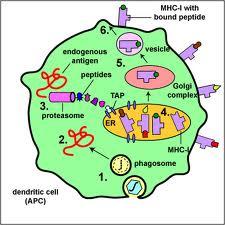 MHC-I with
bound peptide
6.
vesicle
endogenous
antigen
5.
peptides
Golgi
complex
3.
TAP
proteasome
ER
4.
2.
MHC-I
phagosome
1.
dendritic cell
(APC)